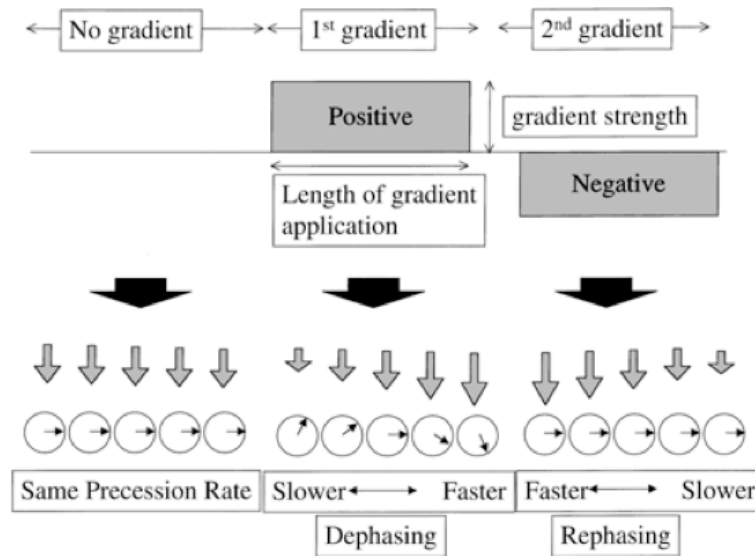 No gradient
1st gradient
2nd gradient
Positive
gradient strength
Length of gradient
application
Negative
Same Precession Rate
Slower
Faster
Faster
Slower
Dephasing
Rephasing